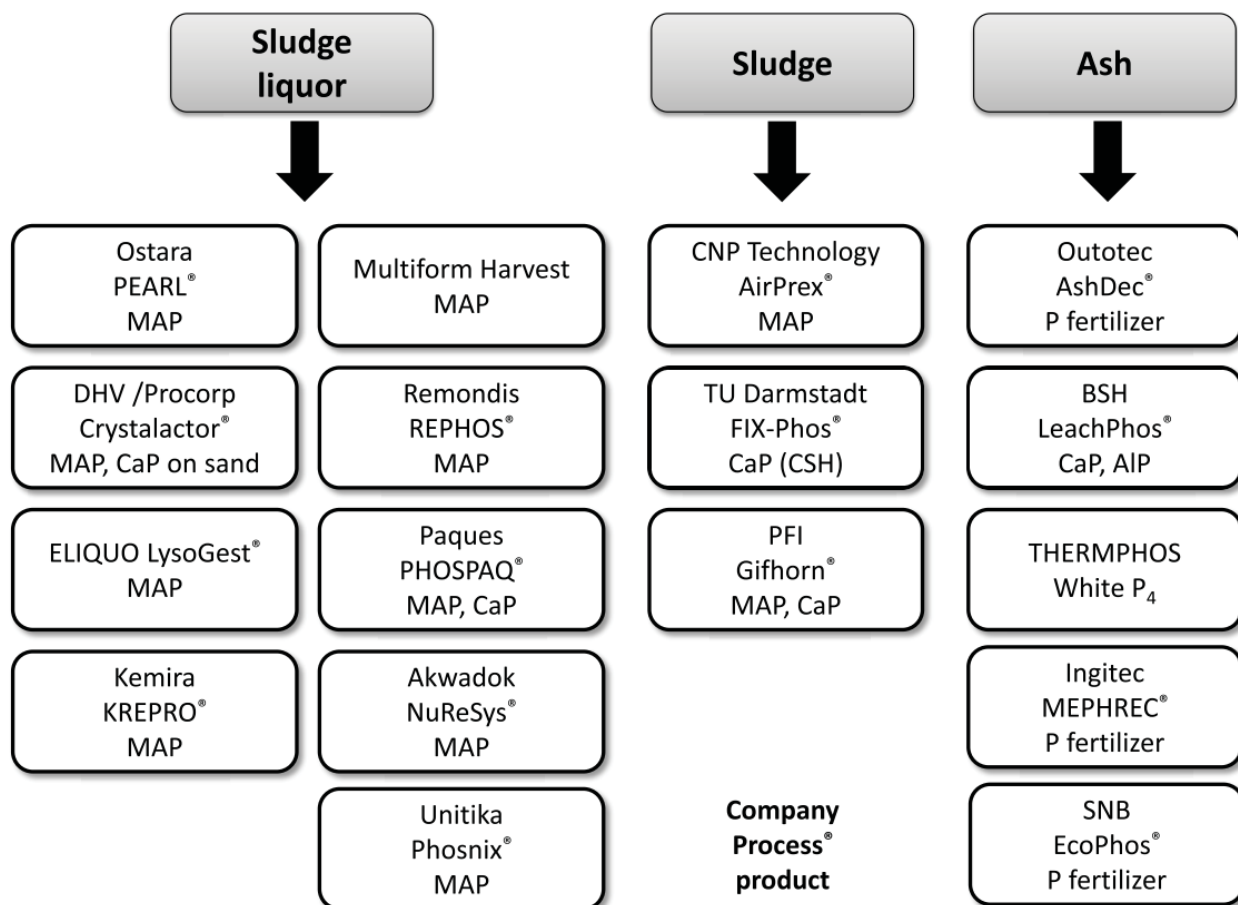 Sludge
liquor
Sludge
Ash
Ostara
PEARL®
MAP
Multiform Harvest
MAP
CNP Technology
AirPrex®
MAP
Outotec
AshDec®
P fertilizer
DHV /Procorp
Crystalactor®
MAP, CaP on sand
Remondis
REPHOS®
MAP
TU Darmstadt
FIX-Phos®
CaP (CSH)
BSH
LeachPhos®
CaP, AlP
ELIQUO LysoGest®
MAP
Paques
PHOSPAQ®
MAP, CaP
PFI
Gifhorn®
MAP, CaP
THERMPHOS
White P₄
Kemira
KREPRO®
MAP
Akwadok
NuReSys®
MAP
Ingitec
MEPHREC®
P fertilizer
Unitika
Phosnix®
MAP
Company
Process®
product
SNB
EcoPhos®
P fertilizer